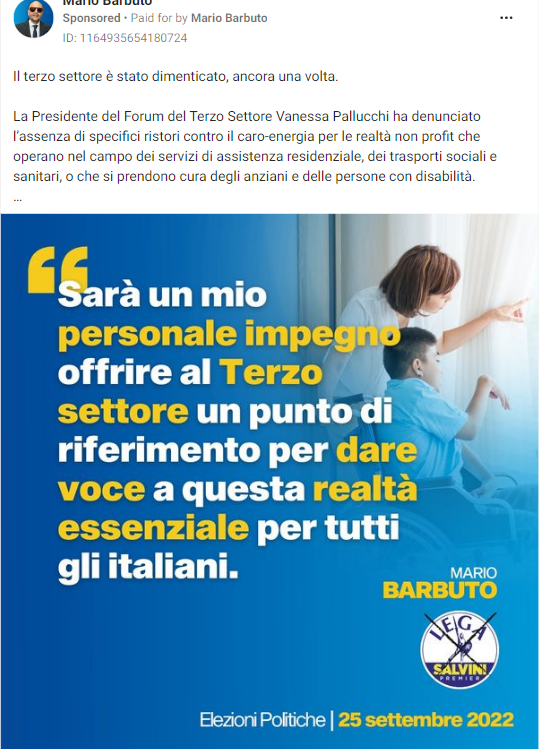 Mario Barbuto
Sponsored • Paid for by Mario Barbuto
ID: 1164935654180724
Il terzo settore è stato dimenticato, ancora una volta.
La Presidente del Forum del Terzo Settore Vanessa Pallucchi ha denunciato
l'assenza di specifici ristori contro il caro-energia per le realtà non profit che
operano nel campo dei servizi di assistenza residenziale, dei trasporti sociali e
sanitari, o che si prendono cura degli anziani e delle persone con disabilità.
...
“Sarà un mio
personale impegno
offrire al Terzo
settore un punto di
riferimento per dare
voce a questa realtà
essenziale per tutti
gli italiani.
MARIO
BARBUTO
LEGA
SALVINI
PREMIER
Elezioni Politiche | 25 settembre 2022